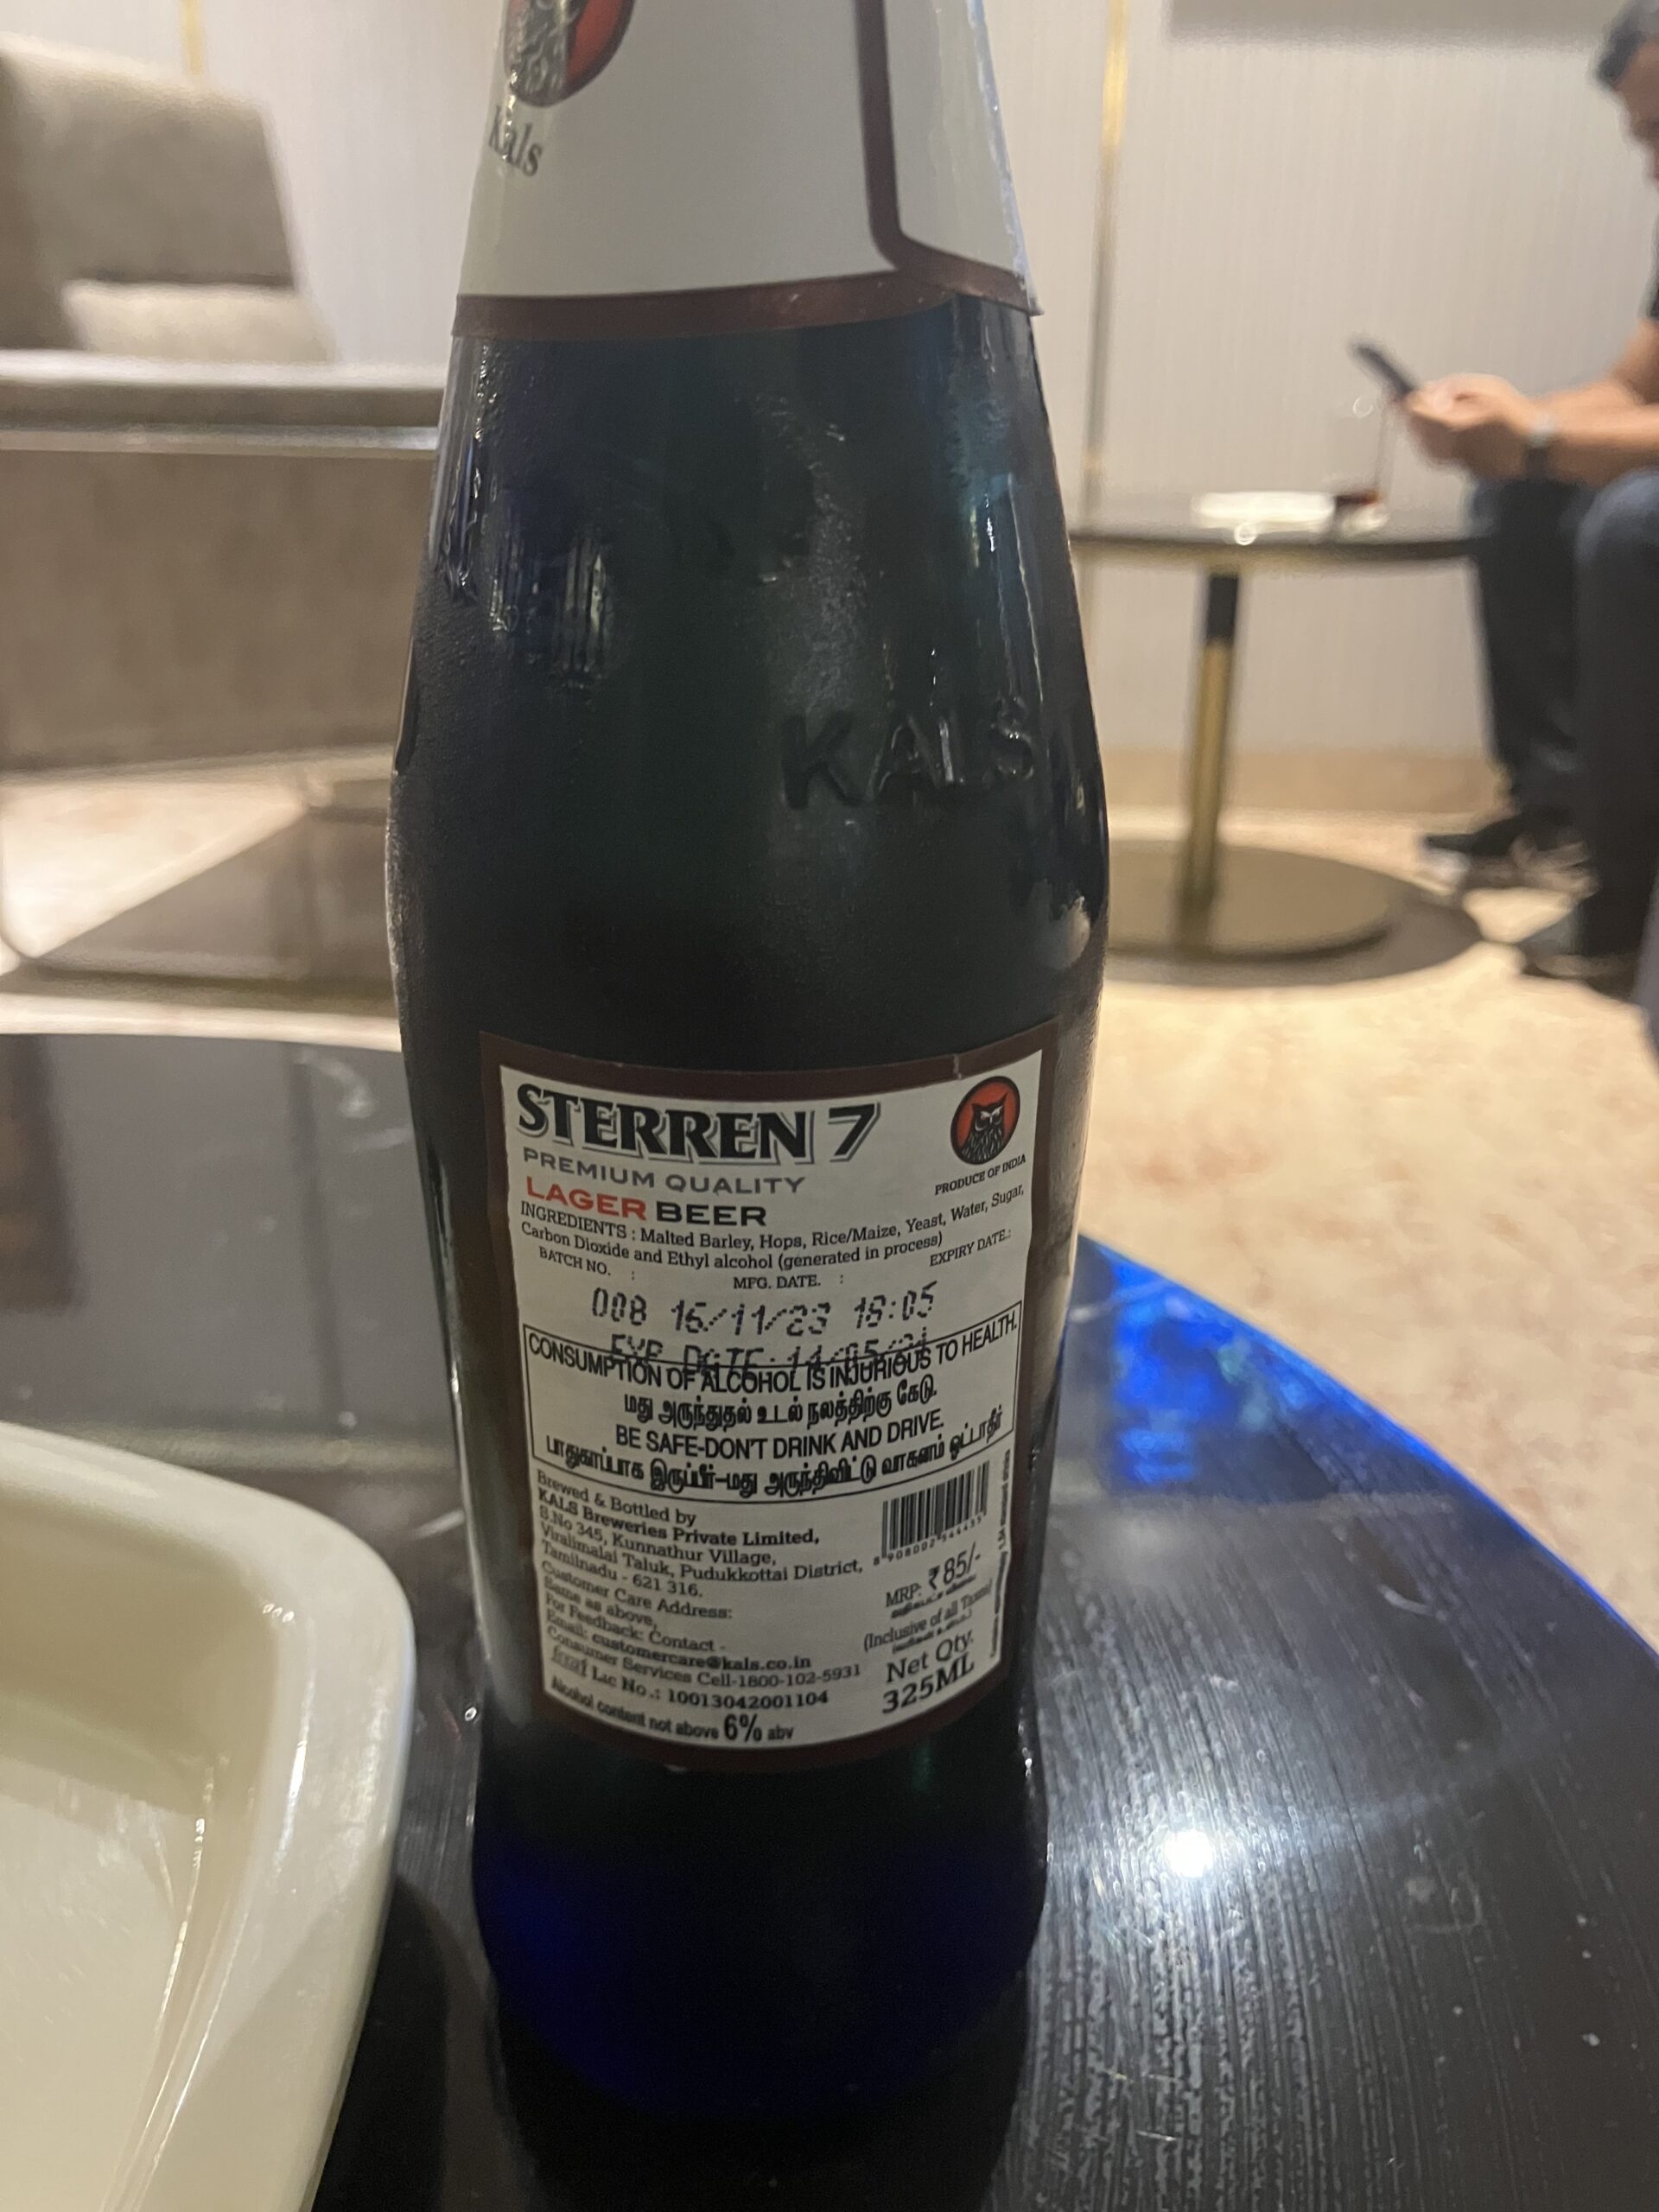 Kals
KALS
STERREN 7
PREMIUM QUALITY
LAGER BEER
PRODUCE OF INDIA
INGREDIENTS : Malted Barley, Hops, Rice/Maize, Yeast, Water, Sugar,
Carbon Dioxide and Ethyl alcohol (generated in process)
BATCH NO. : MFG. DATE. : EXPIRY DATE.:
008 16/11/23 18:05
EXP DATE:14/05/24
CONSUMPTION OF ALCOHOL IS INJURIOUS TO HEALTH.
மது அருந்துதல் உடல் நலத்திற்கு கேடு.
BE SAFE-DON'T DRINK AND DRIVE.
பாதுகாப்பாக இருப்பீர்-மது அருந்திவிட்டு வாகனம் ஓட்டாதீர்
Brewed & Bottled by
KALS Breweries Private Limited,
S.No 345, Kunnathur Village,
Viralimalai Taluk, Pudukkottai District,
Tamilnadu - 621 316.
Customer Care Address:
Same as above,
For Feedback: Contact -
Email: customercare@kals.co.in
Consumer Services Cell-1800-102-5931
fssai Lic No.: 10013042001104
Alcohol content not above 6% abv
MRP: ₹ 85/-
(Inclusive of all Taxes)
Net Qty.
325ML